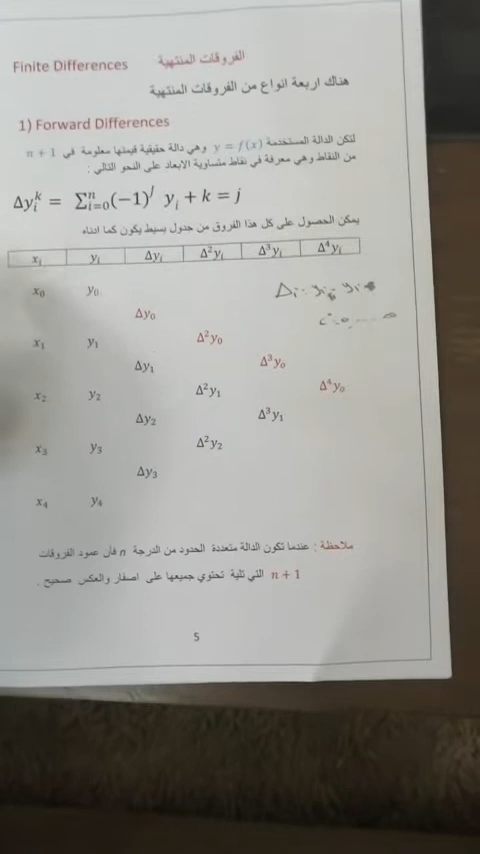 Finite Differences الفروقات المنتهية
هناك اربعة انواع من الفروقات المنتهية
1) Forward Differences
لتكن الدالة المستخدمة y = f(x) وهي دالة حقيقية قيمتها معلومة في n + 1
من النقاط وهي معرفة في نقاط متساوية الابعاد على النحو التالي :
Δy_i^k = Σ_{i=0}^{n} (−1)^j y_i + k = j
يمكن الحصول على كل هذا الفروق من جدول بسيط يكون كما ادناه
x_i y_i Δy_i Δ²y_i Δ³y_i Δ⁴y_i
x₀ y₀
Δy₀
x₁ y₁ Δ²y₀
Δy₁ Δ³y₀
x₂ y₂ Δ²y₁ Δ⁴y₀
Δy₂ Δ³y₁
x₃ y₃ Δ²y₂
Δy₃
x₄ y₄
ملاحظة : عندما تكون الدالة متعددة الحدود من الدرجة n فأن عمود الفروقات
n + 1 التي تلية تحتوي جميعها على اصفار والعكس صحيح .
5